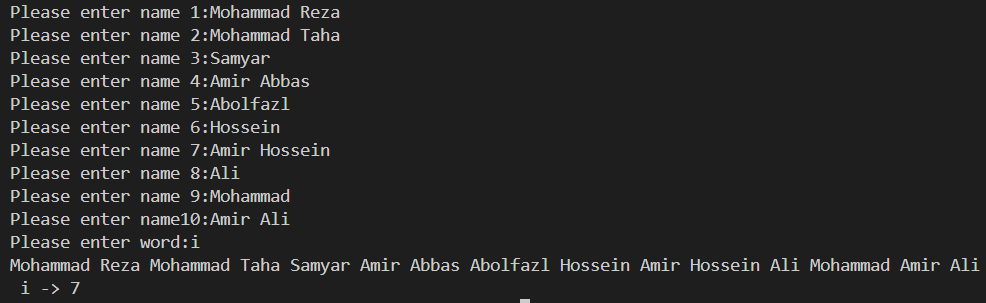 Please enter name 1:Mohammad Reza
Please enter name 2:Mohammad Taha
Please enter name 3:Samyar
Please enter name 4:Amir Abbas
Please enter name 5:Abolfazl
Please enter name 6:Hossein
Please enter name 7:Amir Hossein
Please enter name 8:Ali
Please enter name 9:Mohammad
Please enter name10:Amir Ali
Please enter word:i
Mohammad Reza Mohammad Taha Samyar Amir Abbas Abolfazl Hossein Amir Hossein Ali Mohammad Amir Ali
i -> 7